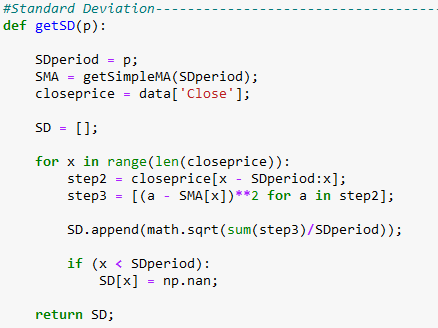 #Standard Deviation-----------------------------------
def getSD(p):
SDperiod = p;
SMA = getSimpleMA(SDperiod);
closeprice = data['Close'];
SD = [];
for x in range(len(closeprice)):
step2 = closeprice[x - SDperiod:x];
step3 = [(a - SMA[x])**2 for a in step2];
SD.append(math.sqrt(sum(step3)/SDperiod));
if (x < SDperiod):
SD[x] = np.nan;
return SD;